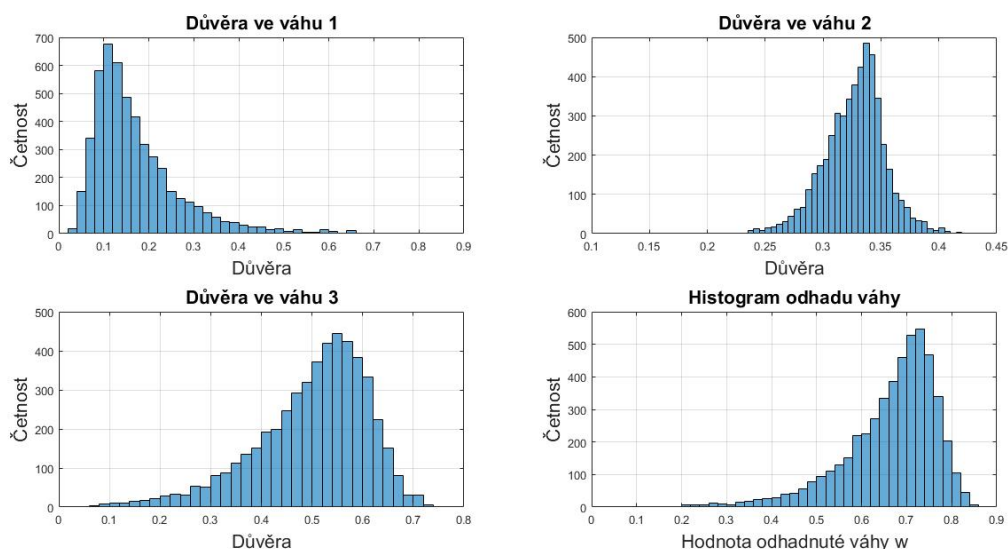 Důvěra ve váhu 1
700
600
500
400
300
200
100
0
Četnost
0 0.1 0.2 0.3 0.4 0.5 0.6 0.7 0.8 0.9
Důvěra
Důvěra ve váhu 2
500
400
300
200
100
0
Četnost
0.1 0.15 0.2 0.25 0.3 0.35 0.4 0.45
Důvěra
Důvěra ve váhu 3
500
400
300
200
100
0
Četnost
0 0.1 0.2 0.3 0.4 0.5 0.6 0.7 0.8
Důvěra
Histogram odhadu váhy
600
500
400
300
200
100
0
Četnost
0 0.1 0.2 0.3 0.4 0.5 0.6 0.7 0.8 0.9
Hodnota odhadnuté váhy w